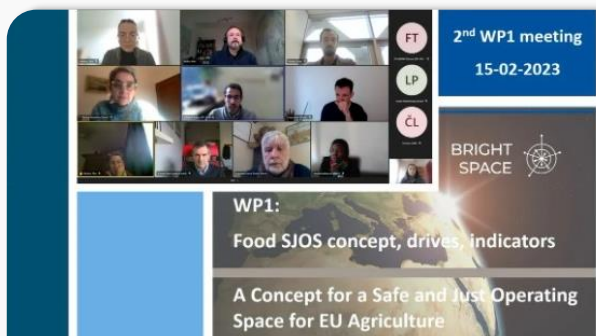 FT
LP
ČL
2nd WP1 meeting
15-02-2023
BRIGHT
SPACE
WP1:
Food SJOS concept, drives, indicators
A Concept for a Safe and Just Operating
Space for EU Agriculture